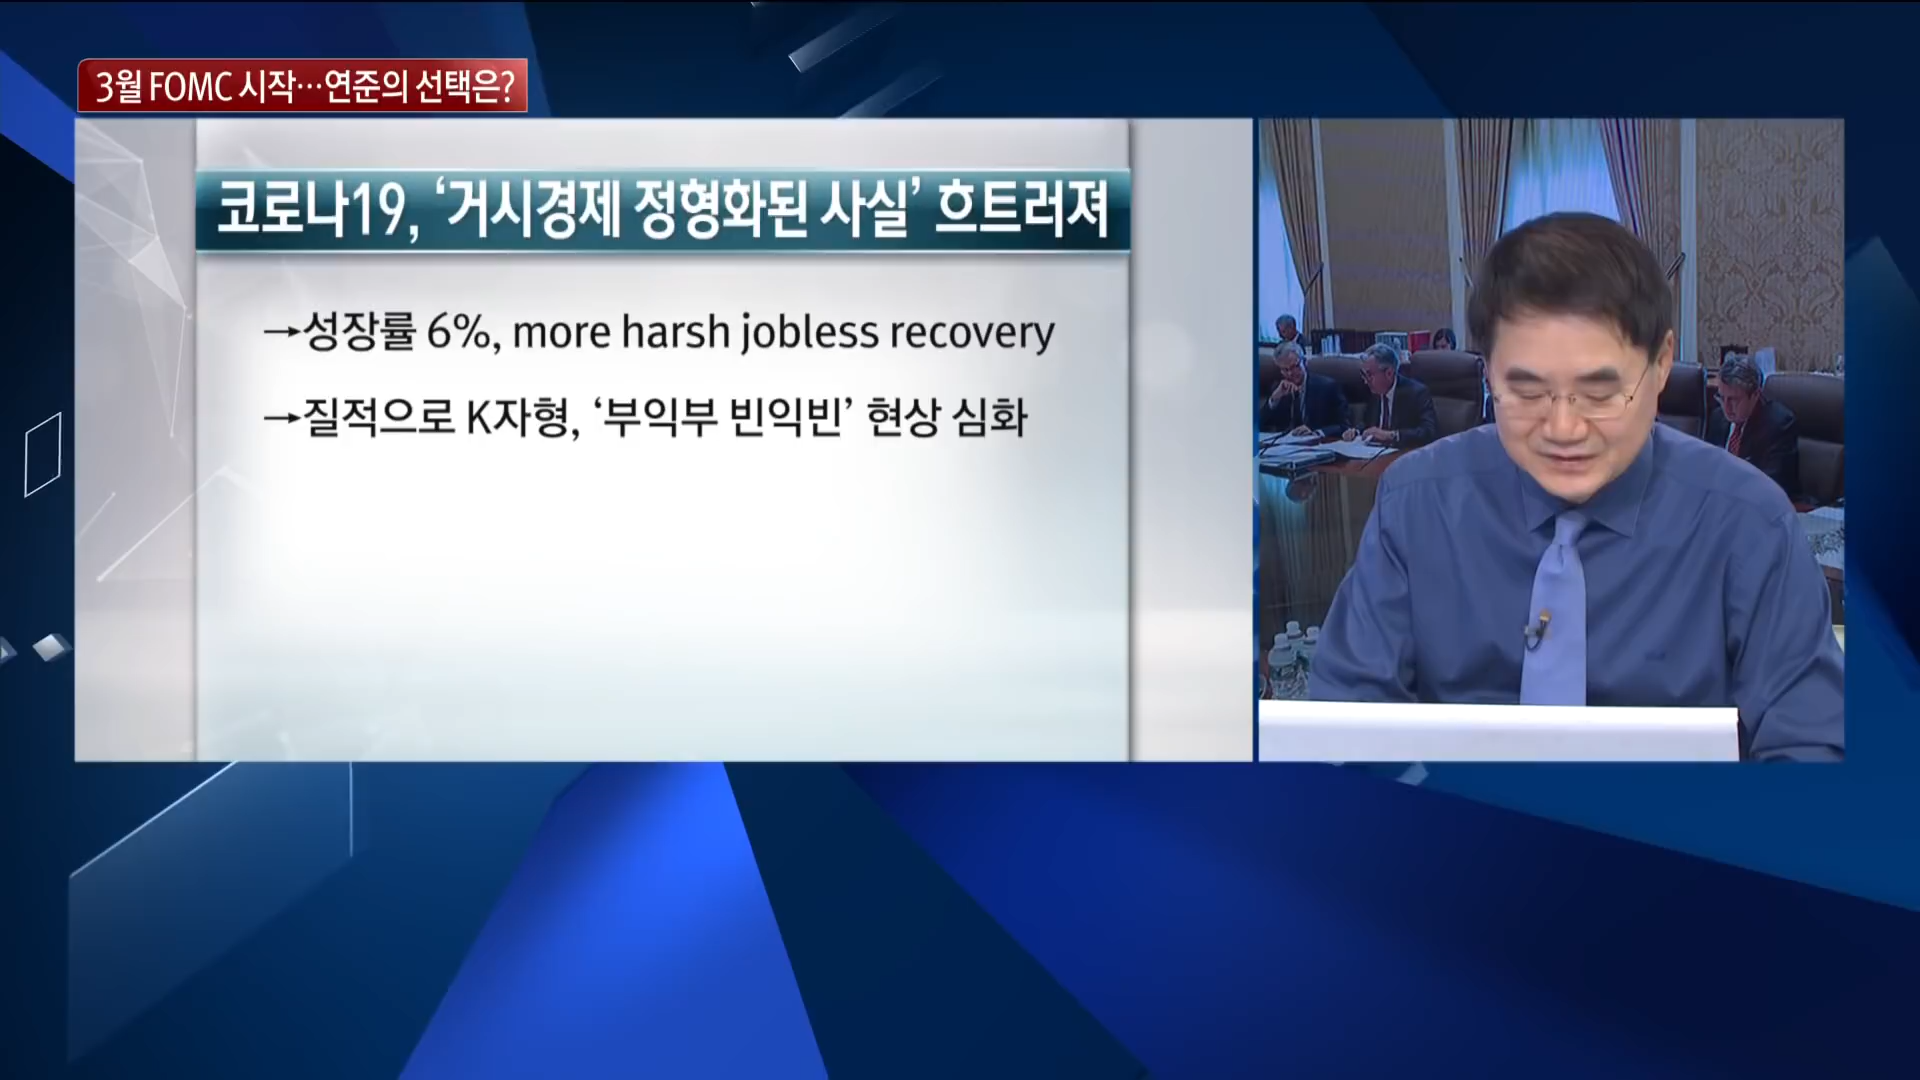 3월 FOMC 시작…연준의 선택은?
코로나19, ‘거시경제 정형화된 사실’ 흐트러져
→성장률 6%, more harsh jobless recovery
→질적으로 K자형, ‘부익부 빈익빈’ 현상 심화